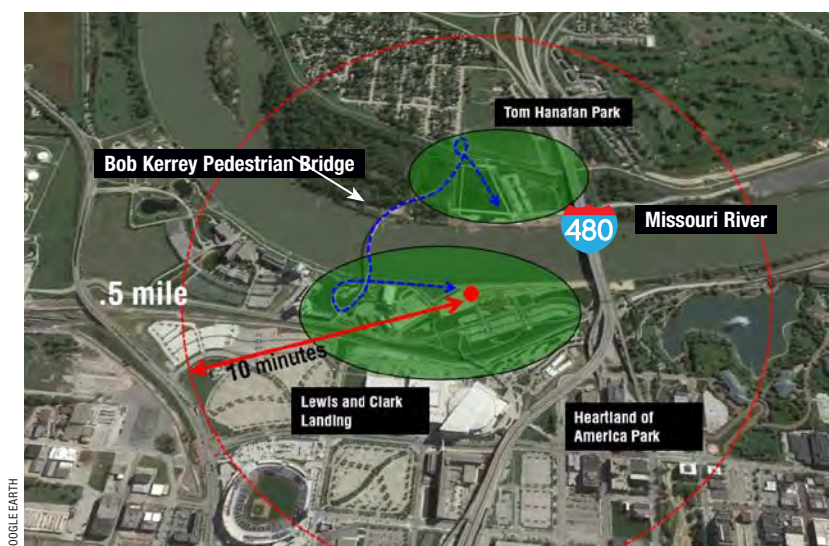 Tom Hanafan Park
Bob Kerrey Pedestrian Bridge
480
Missouri River
.5 mile
10 minutes
Lewis and Clark
Landing
Heartland of
America Park
OOGLE EARTH